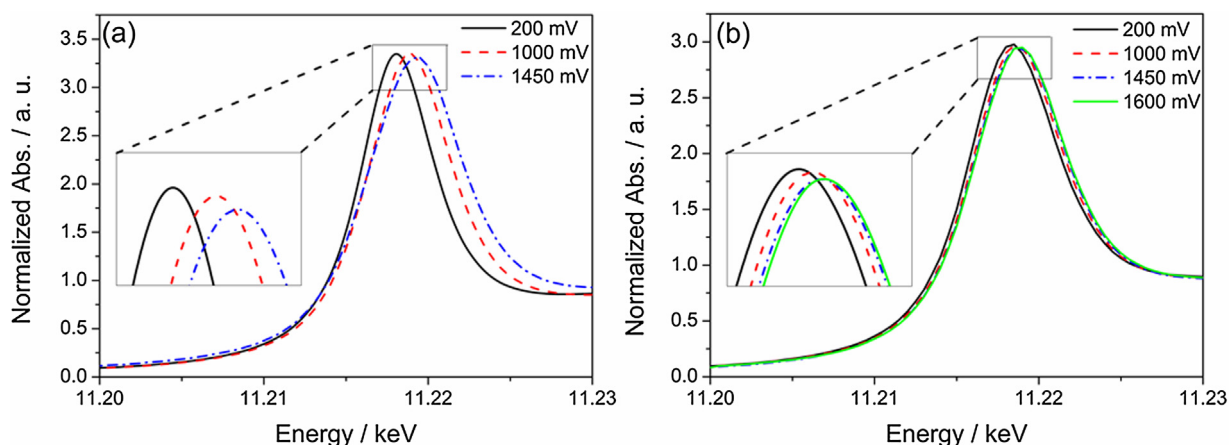 (a)
200 mV
1000 mV
1450 mV
Normalized Abs. / a. u.
3.5
3.0
2.5
2.0
1.5
1.0
0.5
0.0
11.20
11.21
11.22
11.23
Energy / keV
(b)
200 mV
1000 mV
1450 mV
1600 mV
Normalized Abs. / a. u.
3.0
2.5
2.0
1.5
1.0
0.5
0.0
11.20
11.21
11.22
11.23
Energy / keV